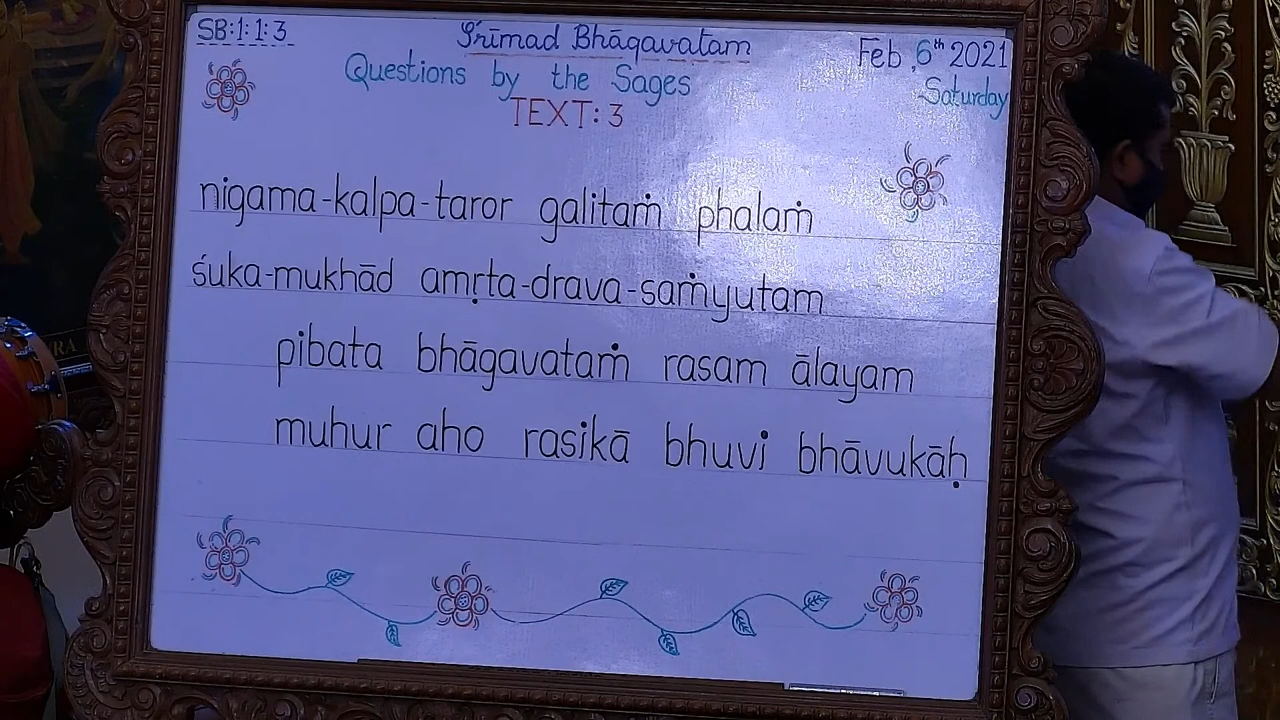 SB:1:1:3
Śrīmad Bhāgavatam
Feb ,6th 2021
Questions by the Sages
Saturday
TEXT: 3
nigama-kalpa-taror galitaṁ phalaṁ
śuka-mukhād amṛta-drava-saṁyutam
pibata bhāgavataṁ rasam ālayam
muhur aho rasikā bhuvi bhāvukāḥ